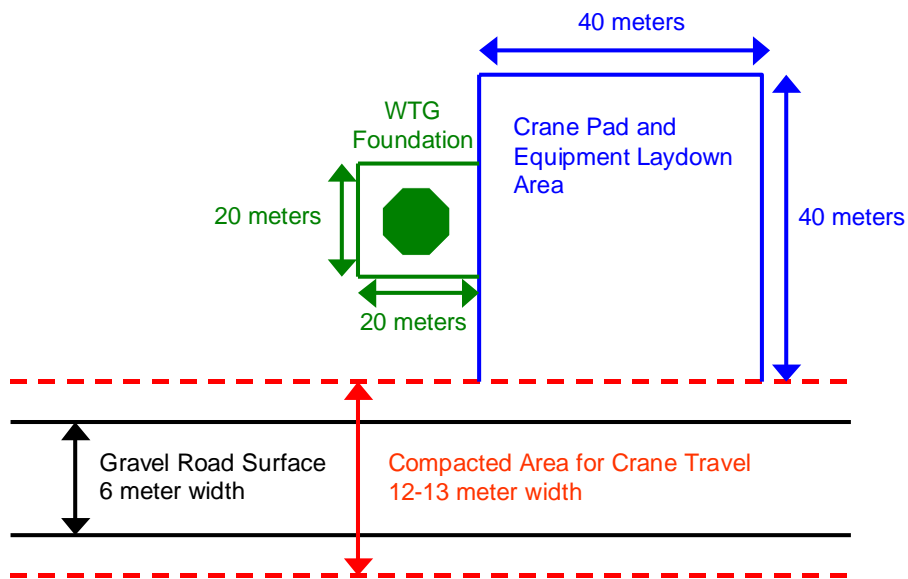 40 meters
WTG
Foundation
Crane Pad and
Equipment Laydown
Area
20 meters
40 meters
20 meters
Gravel Road Surface
6 meter width
Compacted Area for Crane Travel
12-13 meter width